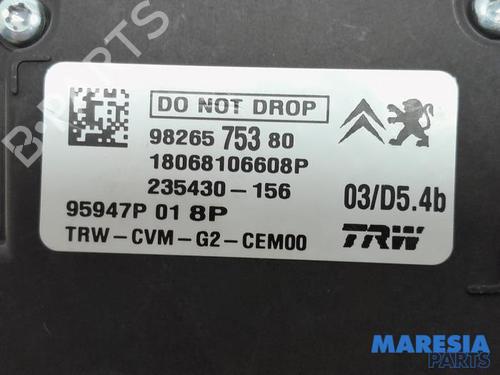 B-PARTS
DO NOT DROP
98265 753 80
18068106608P
235430-156
03/D5.4b
95947P 01 8P
TRW-CVM-G2-CEM00
TRW
MARESIA
PARTS